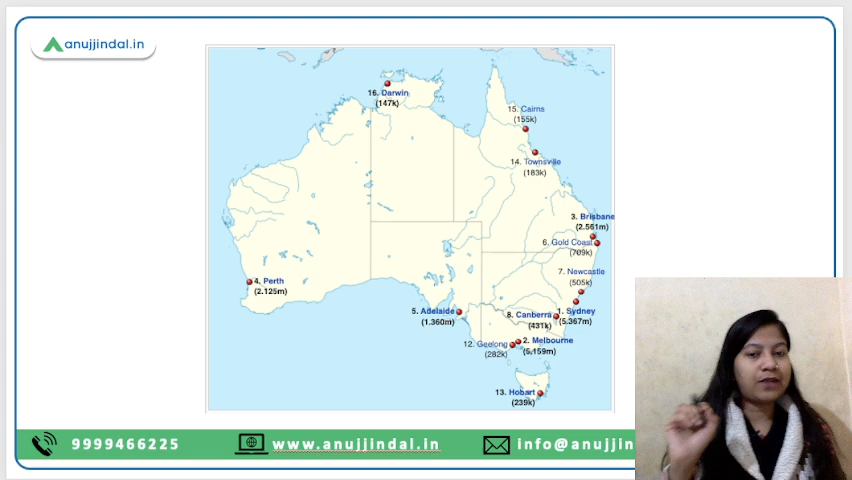 anujjindal.in
16. Darwin
(147k)
15. Cairns
(155k)
14. Townsville
(183k)
3. Brisbane
(2.561m)
6. Gold Coast
(709k)
7. Newcastle
(505k)
4. Perth
(2.125m)
5. Adelaide
(1.360m)
8. Canberra
(431k)
1. Sydney
(5.367m)
12. Geelong
(282k)
2. Melbourne
(5.159m)
13. Hobart
(239k)
9999466225
www.anujjindal.in
info@anujjin